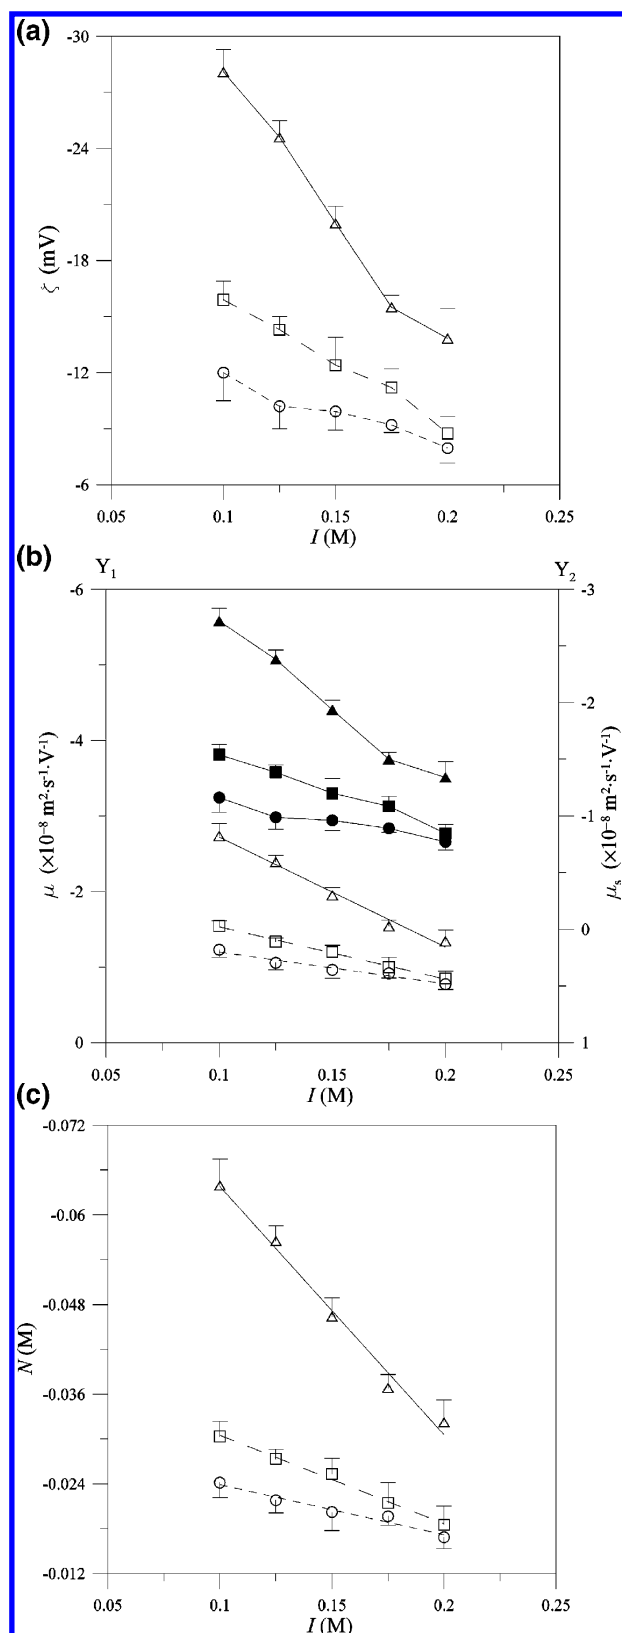 (a)
-30
-24
-18
-12
-6
ζ (mV)
0.05 0.1 0.15 0.2 0.25
I (M)
(b)
Y1 Y2
-6
-4
-2
0
μ (×10⁻⁸ m²·s⁻¹·V⁻¹)
-3
-2
-1
0
1
μs (×10⁻⁸ m²·s⁻¹·V⁻¹)
0.05 0.1 0.15 0.2 0.25
I (M)
(c)
-0.072
-0.06
-0.048
-0.036
-0.024
-0.012
N (M)
0.05 0.1 0.15 0.2 0.25
I (M)